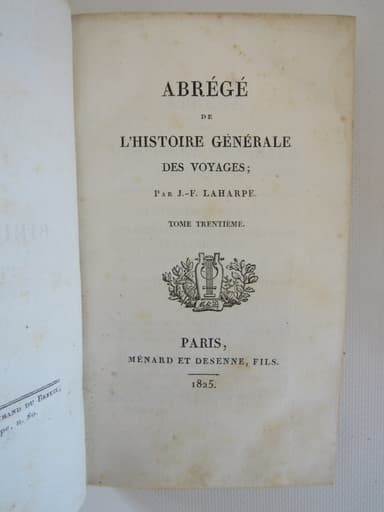 ABRÉGÉ
DE
L'HISTOIRE GÉNÉRALE
DES VOYAGES;
PAR J.-F. LAHARPE.
TOME TRENTIÈME.
PARIS,
MÉNARD ET DESENNE, FILS.
1825.